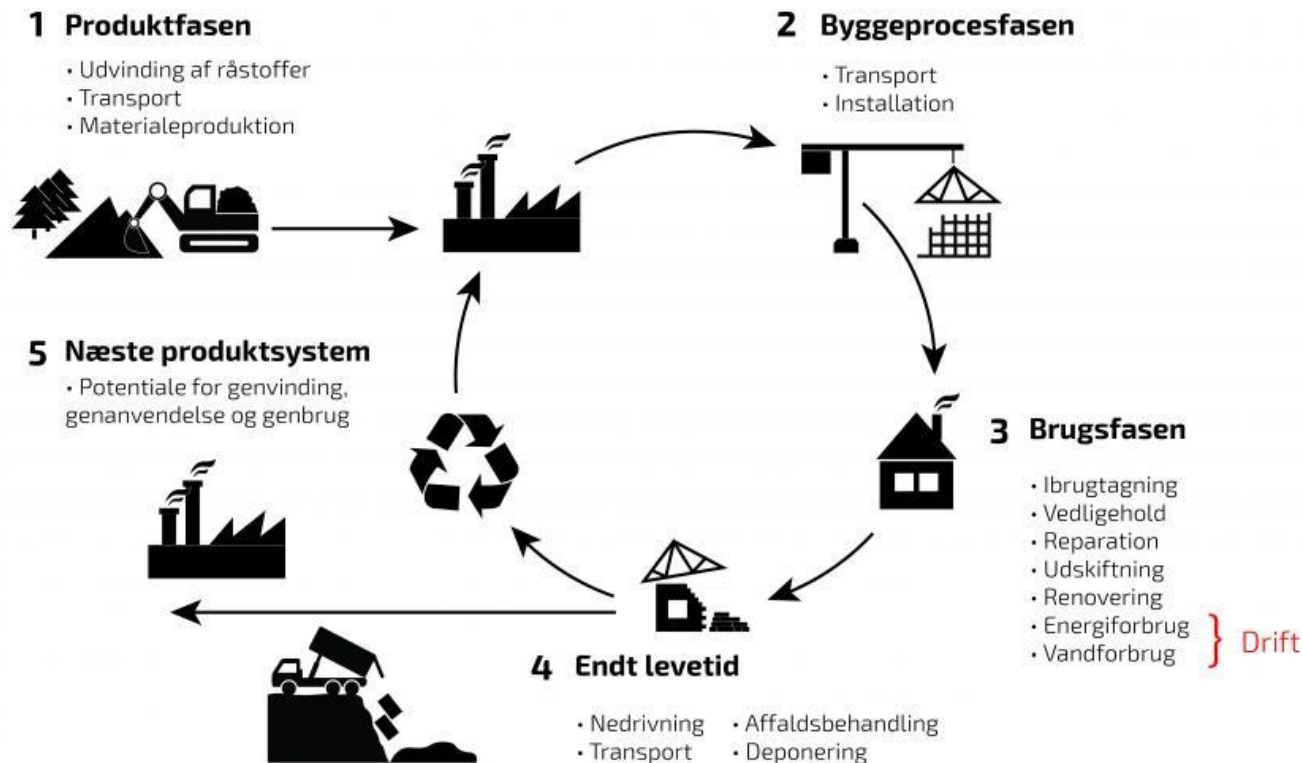 1 Produktfasen
• Udvinding af råstoffer
• Transport
• Materialeproduktion
2 Byggeprocesfasen
• Transport
• Installation
3 Brugsfasen
• Ibrugtagning
• Vedligehold
• Reparation
• Udskiftning
• Renovering
• Energiforbrug
• Vandforbrug
} Drift
4 Endt levetid
• Nedrivning
• Transport
• Affaldsbehandling
• Deponering
5 Næste produktsystem
• Potentiale for genvinding,
genanvendelse og genbrug